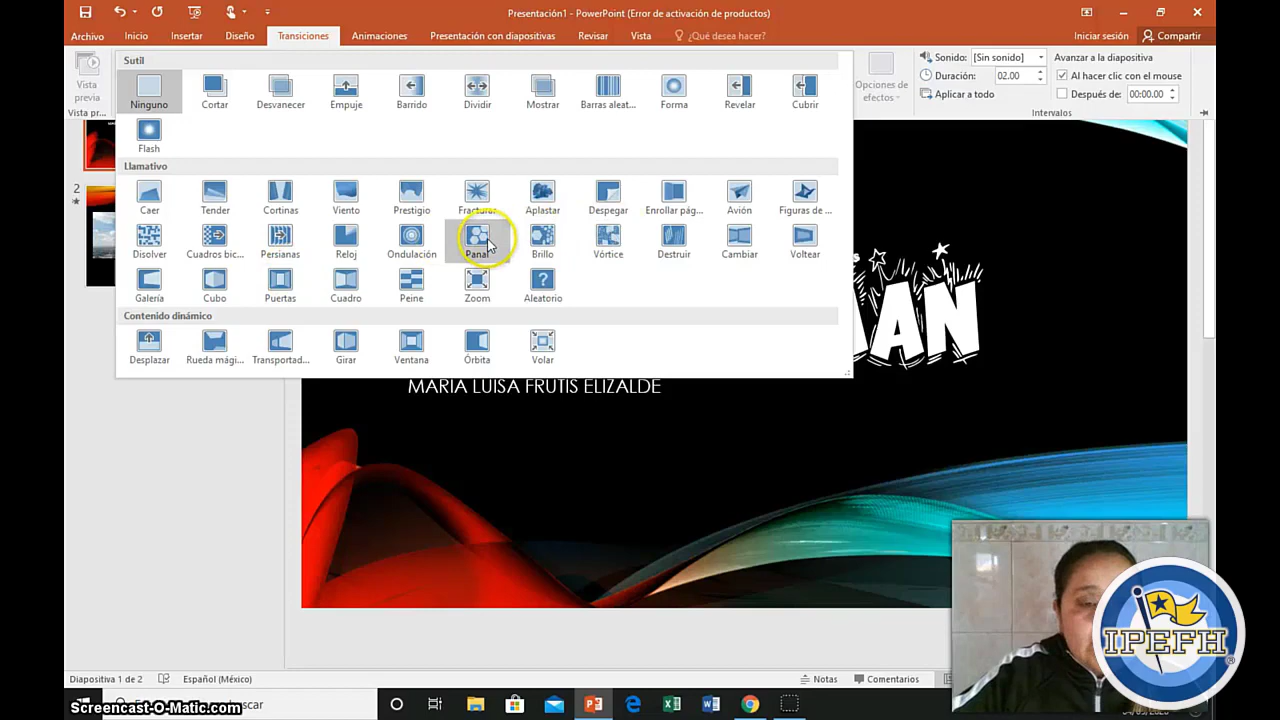 Presentación1 - PowerPoint (Error de activación de productos)
Archivo Inicio Insertar Diseño Transiciones Animaciones Presentación con diapositivas Revisar Vista ¿Qué desea hacer? Iniciar sesión Compartir
Vista previa
Vista pr...
Opciones de efectos
Sonido: [Sin sonido]
Duración: 02.00
Aplicar a todo
Avanzar a la diapositiva
Al hacer clic con el mouse
Después de: 00:00.00
Intervalos
Sutil
Ninguno Cortar Desvanecer Empuje Barrido Dividir Mostrar Barras aleat... Forma Revelar Cubrir
Flash
Llamativo
Caer Tender Cortinas Viento Prestigio Fracturar Aplastar Despegar Enrollar pág... Avión Figuras de ...
Disolver Cuadros bic... Persianas Reloj Ondulación Panal Brillo Vórtice Destruir Cambiar Voltear
Galería Cubo Puertas Cuadro Peine Zoom Aleatorio
Contenido dinámico
Desplazar Rueda mági... Transportad... Girar Ventana Órbita Volar
2
AAN
MARIA LUISA FRUTIS ELIZALDE
IPEFH
Diapositiva 1 de 2 Español (México) Notas Comentarios
Screencast-O-Matic.com